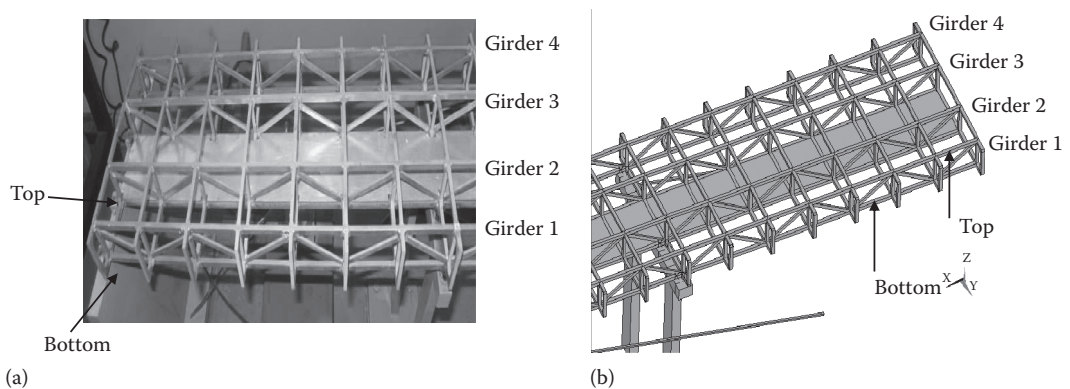 Girder 4
Girder 3
Girder 2
Girder 1
Top
Bottom
(a)
Girder 4
Girder 3
Girder 2
Girder 1
Top
Bottom
X
Z
Y
(b)